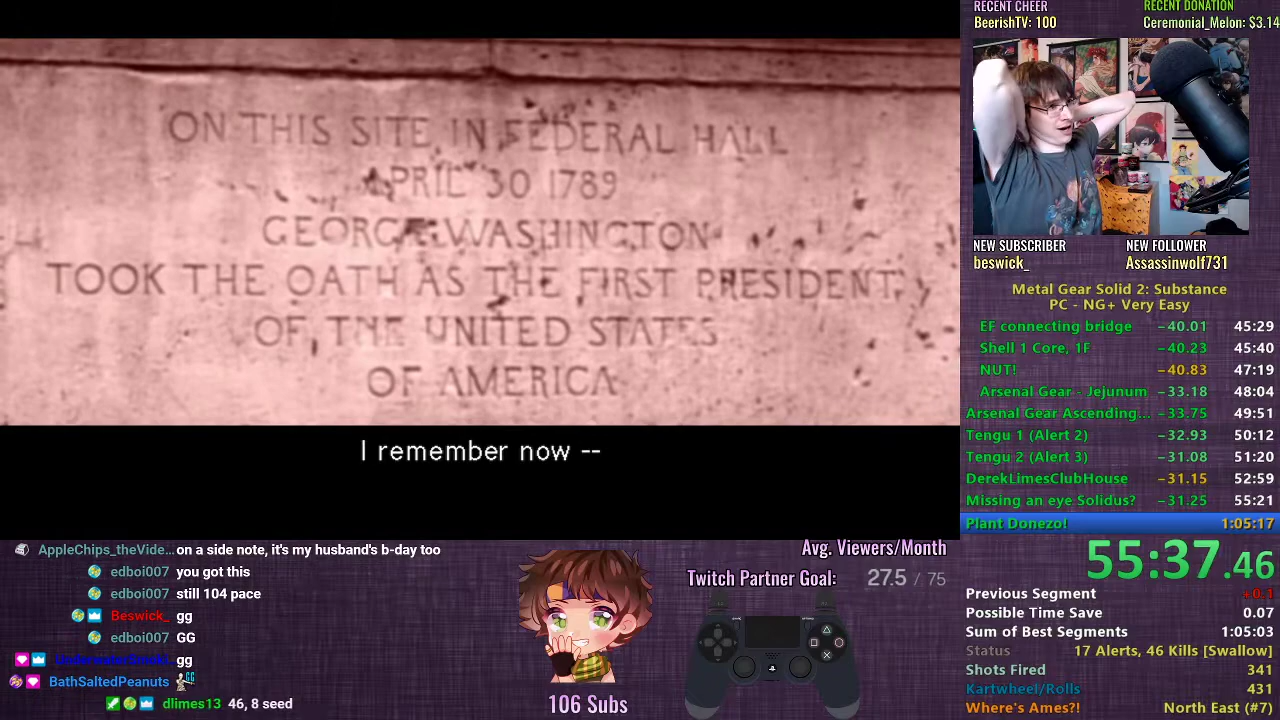 RECENT CHEER
BeerishTV: 100
RECENT DONATION
Ceremonial_Melon: $3.14
ON THIS SITE IN FEDERAL HALL
APRIL 30 1789
GEORGE WASHINGTON
TOOK THE OATH AS THE FIRST PRESIDENT
OF THE UNITED STATES
OF AMERICA
I remember now --
NEW SUBSCRIBER
beswick_
NEW FOLLOWER
Assassinwolf731
Metal Gear Solid 2: Substance
PC - NG+ Very Easy
EF connecting bridge -40.01 45:29
Shell 1 Core, 1F -40.23 45:40
NUT! -40.83 47:19
Arsenal Gear - Jejunum -33.18 48:04
Arsenal Gear Ascending... -33.75 49:51
Tengu 1 (Alert 2) -32.93 50:12
Tengu 2 (Alert 3) -31.08 51:20
DerekLimesClubHouse -31.15 52:59
Missing an eye Solidus? -31.25 55:21
Plant Donezo! 1:05:17
55:37.46
Previous Segment +0.1
Possible Time Save 0.07
Sum of Best Segments 1:05:03
Status 17 Alerts, 46 Kills [Swallow]
Shots Fired 341
Kartwheel/Rolls 431
Where's Ames?! North East (#7)
AppleChips_theVide... on a side note, it's my husband's b-day too
edboi007 you got this
edboi007 still 104 pace
Beswick_ gg
edboi007 GG
gg
BathSaltedPeanuts
dlimes13 46, 8 seed
106 Subs
Avg. Viewers/Month
Twitch Partner Goal: 27.5 / 75